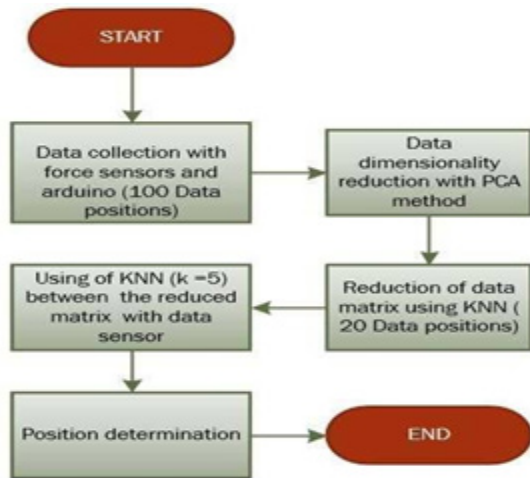 START
Data collection with
force sensors and
arduino (100 Data
positions)
Data
dimensionality
reduction with PCA
method
Reduction of data
matrix using KNN (
20 Data positions)
Using of KNN (k =5)
between the reduced
matrix with data
sensor
Position determination
END